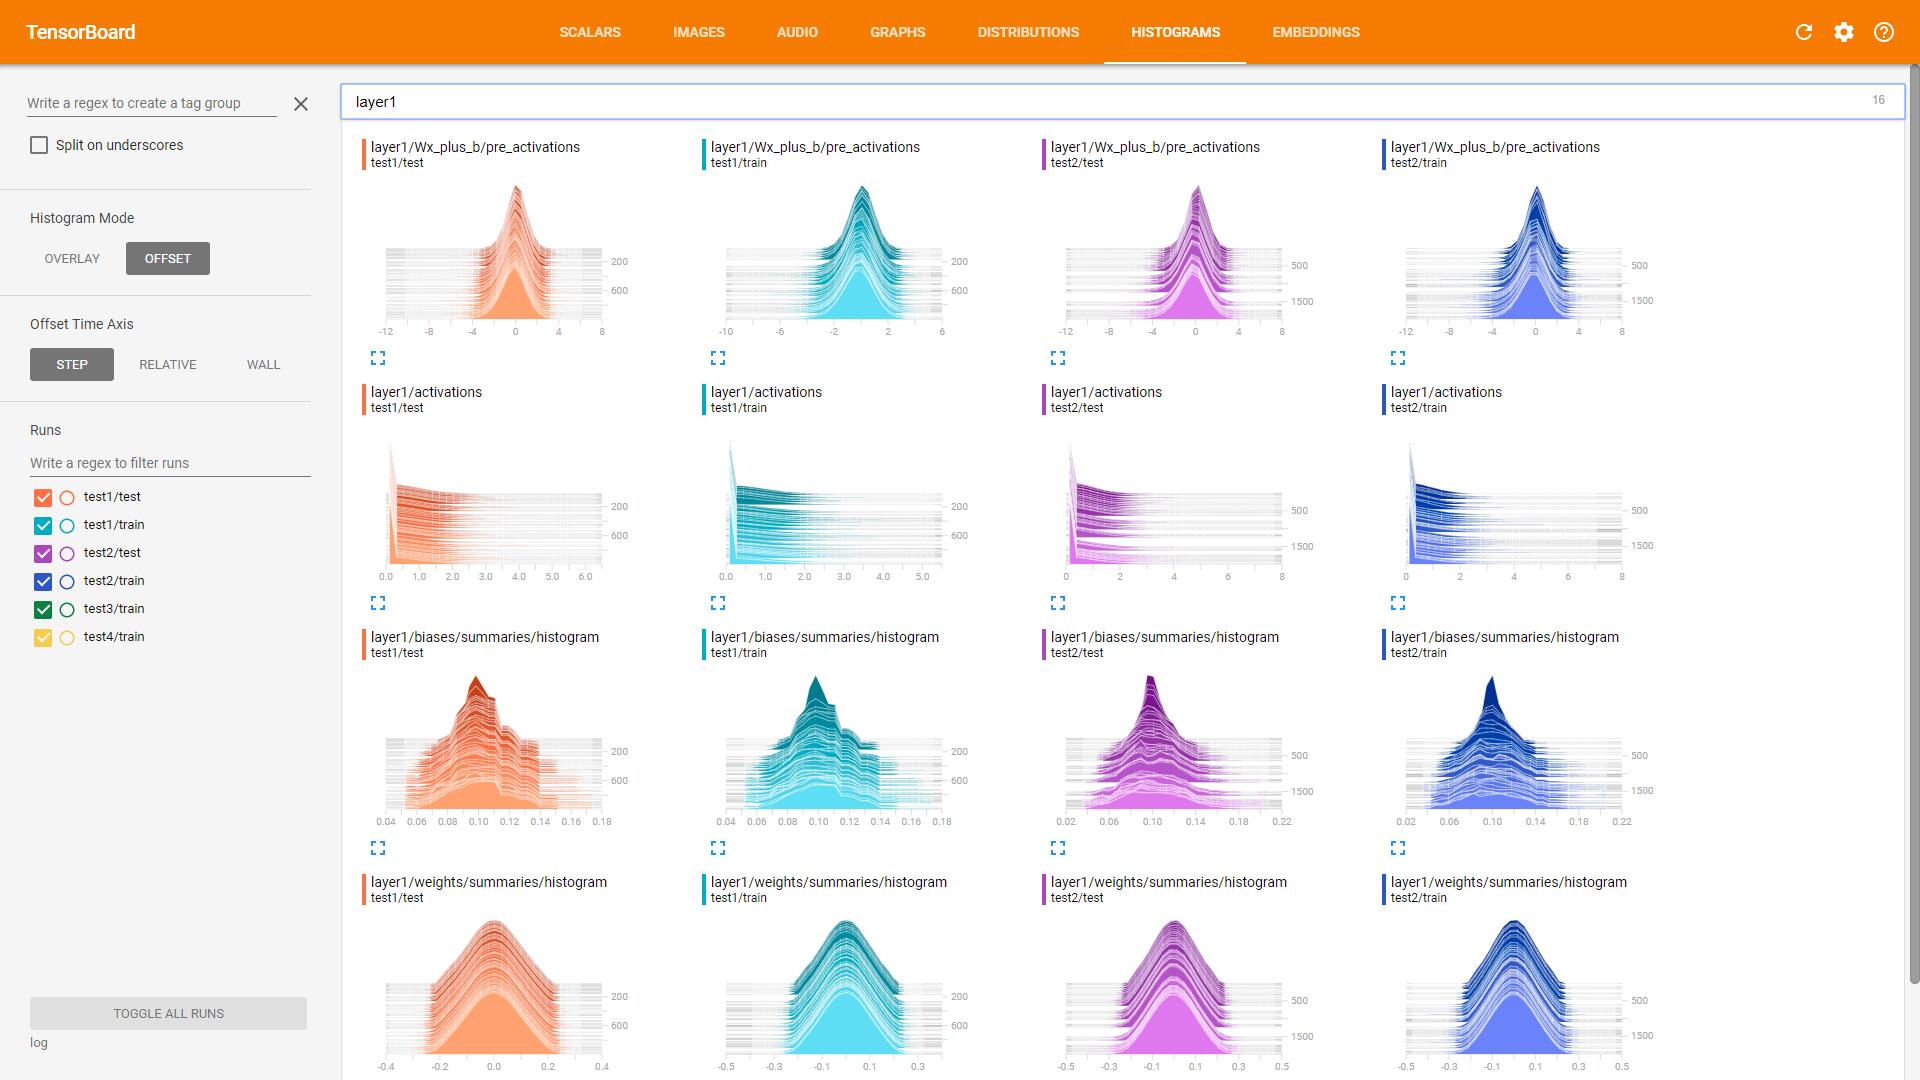 TensorBoard
SCALARS IMAGES AUDIO GRAPHS DISTRIBUTIONS HISTOGRAMS EMBEDDINGS
Write a regex to create a tag group
Split on underscores
Histogram Mode
OVERLAY OFFSET
Offset Time Axis
STEP RELATIVE WALL
Runs
Write a regex to filter runs
test1/test
test1/train
test2/test
test2/train
test3/train
test4/train
TOGGLE ALL RUNS
log
layer1 16
layer1/Wx_plus_b/pre_activations
test1/test
200
600
-12 -8 -4 0 4 8
layer1/Wx_plus_b/pre_activations
test1/train
200
600
-10 -6 -2 2 6
layer1/Wx_plus_b/pre_activations
test2/test
500
1500
-12 -8 -4 0 4 8
layer1/Wx_plus_b/pre_activations
test2/train
500
1500
-12 -8 -4 0 4 8
layer1/activations
test1/test
200
600
0.0 1.0 2.0 3.0 4.0 5.0 6.0
layer1/activations
test1/train
200
600
0.0 1.0 2.0 3.0 4.0 5.0
layer1/activations
test2/test
500
1500
0 2 4 6 8
layer1/activations
test2/train
500
1500
0 2 4 6 8
layer1/biases/summaries/histogram
test1/test
200
600
0.04 0.06 0.08 0.10 0.12 0.14 0.16 0.18
layer1/biases/summaries/histogram
test1/train
200
600
0.04 0.06 0.08 0.10 0.12 0.14 0.16 0.18
layer1/biases/summaries/histogram
test2/test
500
1500
0.02 0.06 0.10 0.14 0.18 0.22
layer1/biases/summaries/histogram
test2/train
500
1500
0.02 0.06 0.10 0.14 0.18 0.22
layer1/weights/summaries/histogram
test1/test
200
600
-0.4 -0.2 0.0 0.2 0.4
layer1/weights/summaries/histogram
test1/train
200
600
-0.5 -0.3 -0.1 0.1 0.3
layer1/weights/summaries/histogram
test2/test
500
1500
-0.5 -0.3 -0.1 0.1 0.3 0.5
layer1/weights/summaries/histogram
test2/train
500
1500
-0.5 -0.3 -0.1 0.1 0.3 0.5